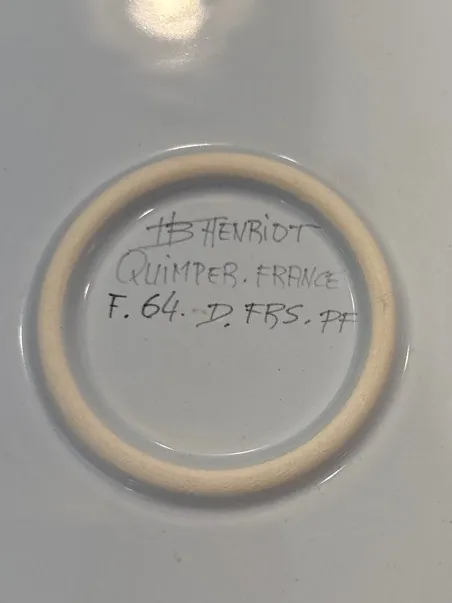 HB HENRIOT
QUIMPER. FRANCE
F. 64. D. FRS. PF